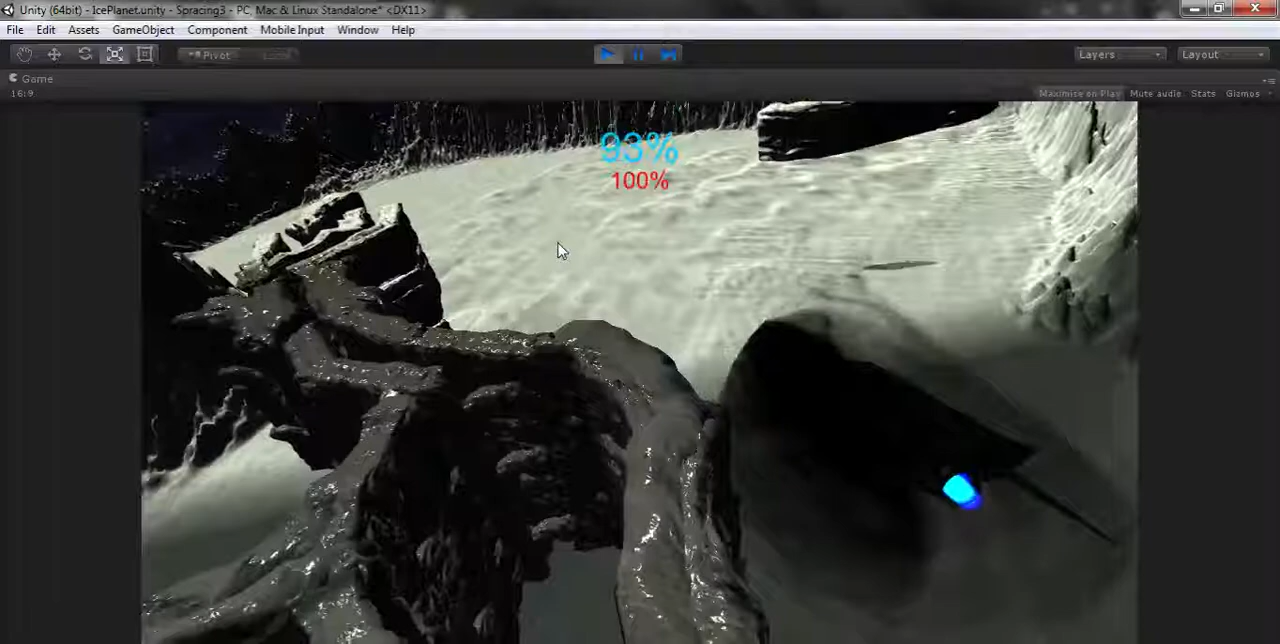 Unity (64bit) - IcePlanet.unity - Spracing3 - PC, Mac & Linux Standalone* <DX11>
File Edit Assets GameObject Component Mobile Input Window Help
Pivot Layers Layout
Game
16:9 Maximise on Play Mute audio Stats Gizmos
93%
100%